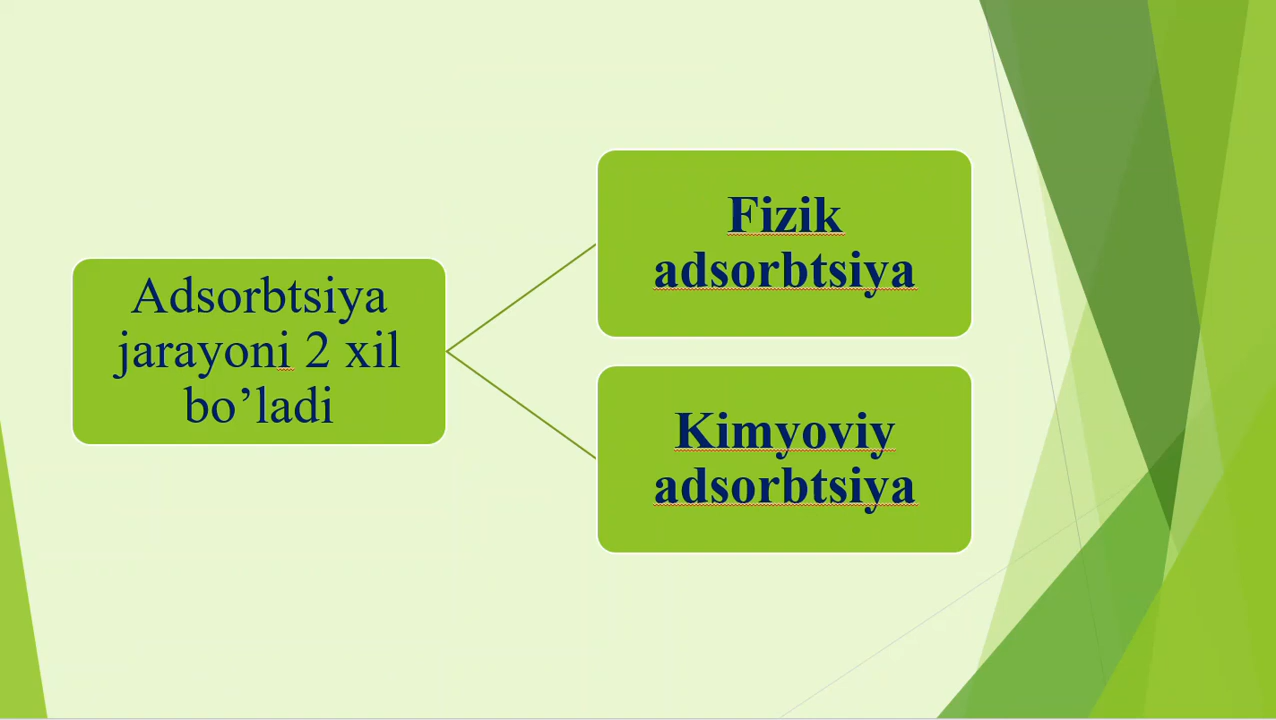 Adsorbtsiya
jarayoni 2 xil
bo’ladi
Fizik
adsorbtsiya
Kimyoviy
adsorbtsiya